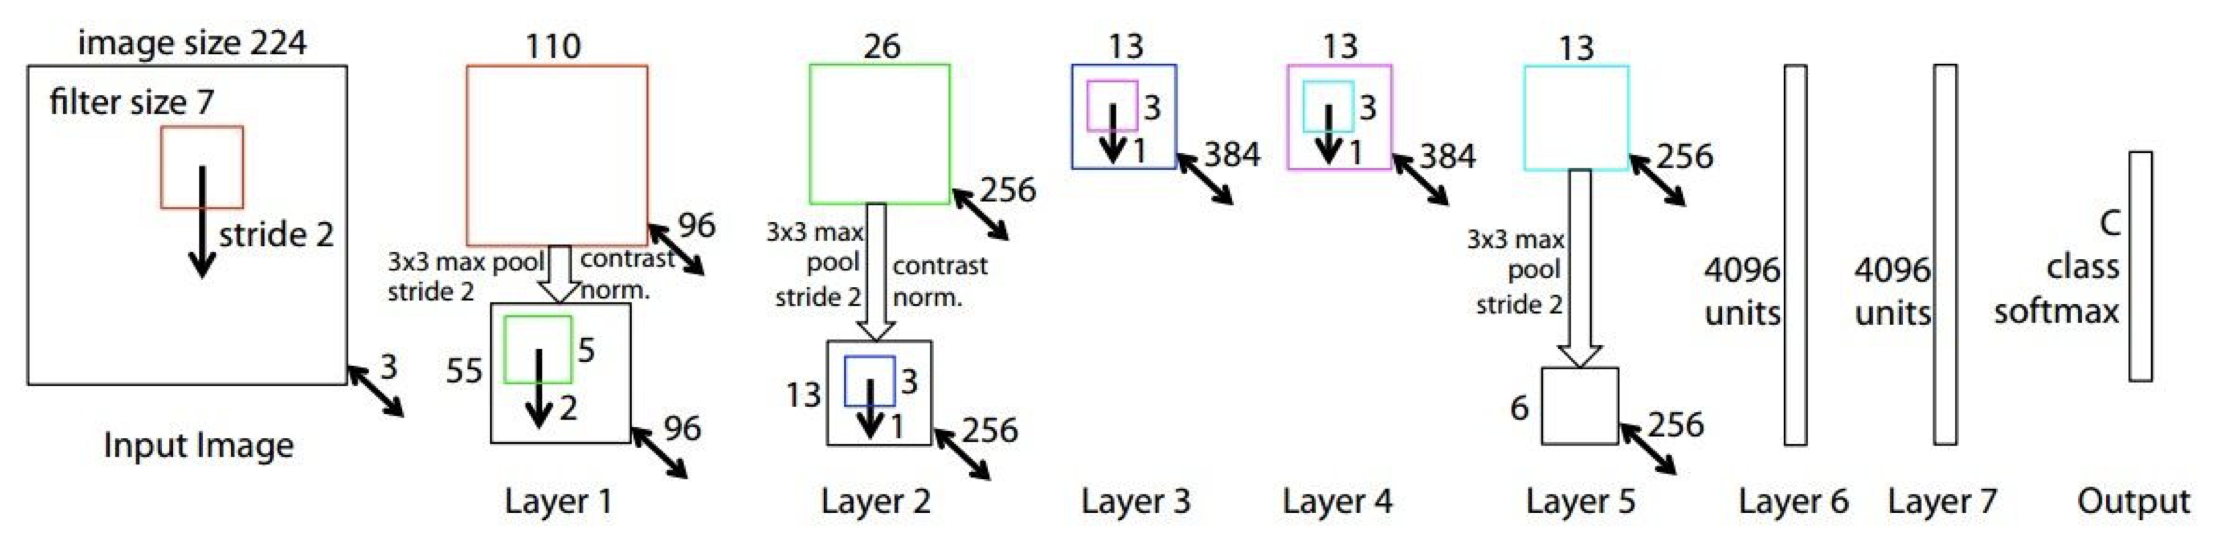 image size 224
filter size 7
stride 2
3
Input Image
110
96
3x3 max pool
stride 2
contrast
norm.
55
5
2
96
Layer 1
26
256
3x3 max
pool
stride 2
contrast
norm.
13
3
1
256
Layer 2
13
3
1
384
Layer 3
13
3
1
384
Layer 4
13
256
3x3 max
pool
stride 2
6
256
Layer 5
4096
units
Layer 6
4096
units
Layer 7
C
class
softmax
Output